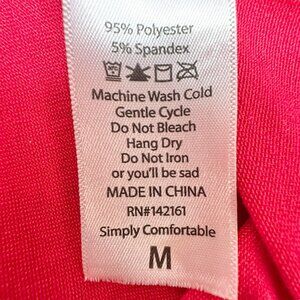 95% Polyester
5% Spandex
Machine Wash Cold
Gentle Cycle
Do Not Bleach
Hang Dry
Do Not Iron
or you'll be sad
MADE IN CHINA
RN#142161
Simply Comfortable
M